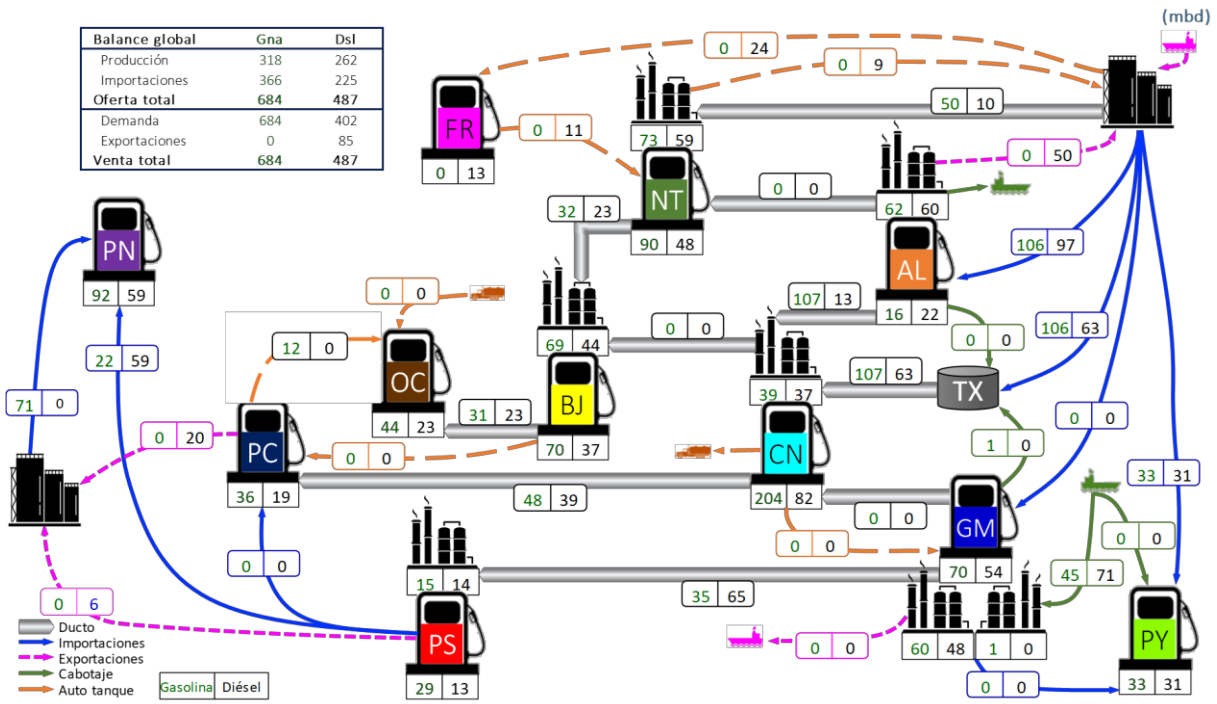 (mbd)
Balance global Gna Dsl
Producción 318 262
Importaciones 366 225
Oferta total 684 487
Demanda 684 402
Exportaciones 0 85
Venta total 684 487
0 24
0 9
50 10
FR
0 11
73 59
0 13
0 50
0 0
NT
62 60
32 23
90 48
PN
92 59
AL
106 97
16 22
0 0
107 13
0 0
69 44
0 0
106 63
12 0
22 59
OC
BJ
39 37
107 63
TX
71 0
44 23
31 23
0 0
1 0
PC
0 20
0 0
70 37
CN
36 19
48 39
204 82
33 31
GM
0 0
0 0
0 0
0 0
15 14
70 54
45 71
35 65
0 6
PS
PY
60 48
1 0
0 0
29 13
0 0
33 31
Ducto
Importaciones
Exportaciones
Cabotaje
Auto tanque
Gasolina Diésel